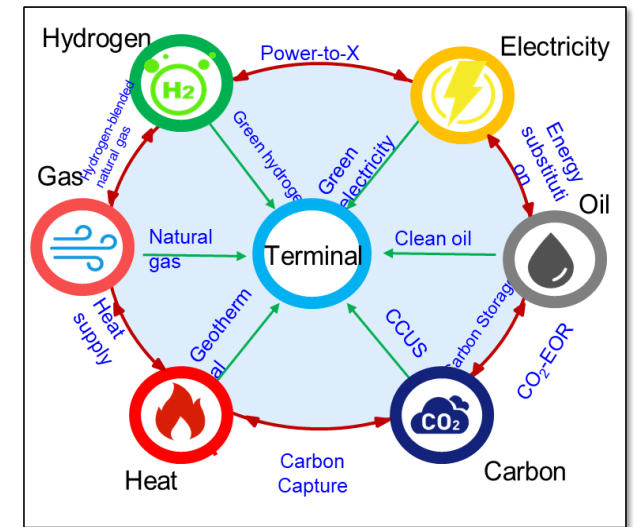 Hydrogen
Electricity
Power-to-X
H2
Hydrogen-blended
natural gas
Green hydroge
Green
electricity
Energy
substituti
on
Gas
Oil
Natural
gas
Terminal
Clean oil
Heat
supply
Geotherm
al
CCUS
Carbon Storage
CO₂-EOR
CO₂
Heat
Carbon
Capture
Carbon